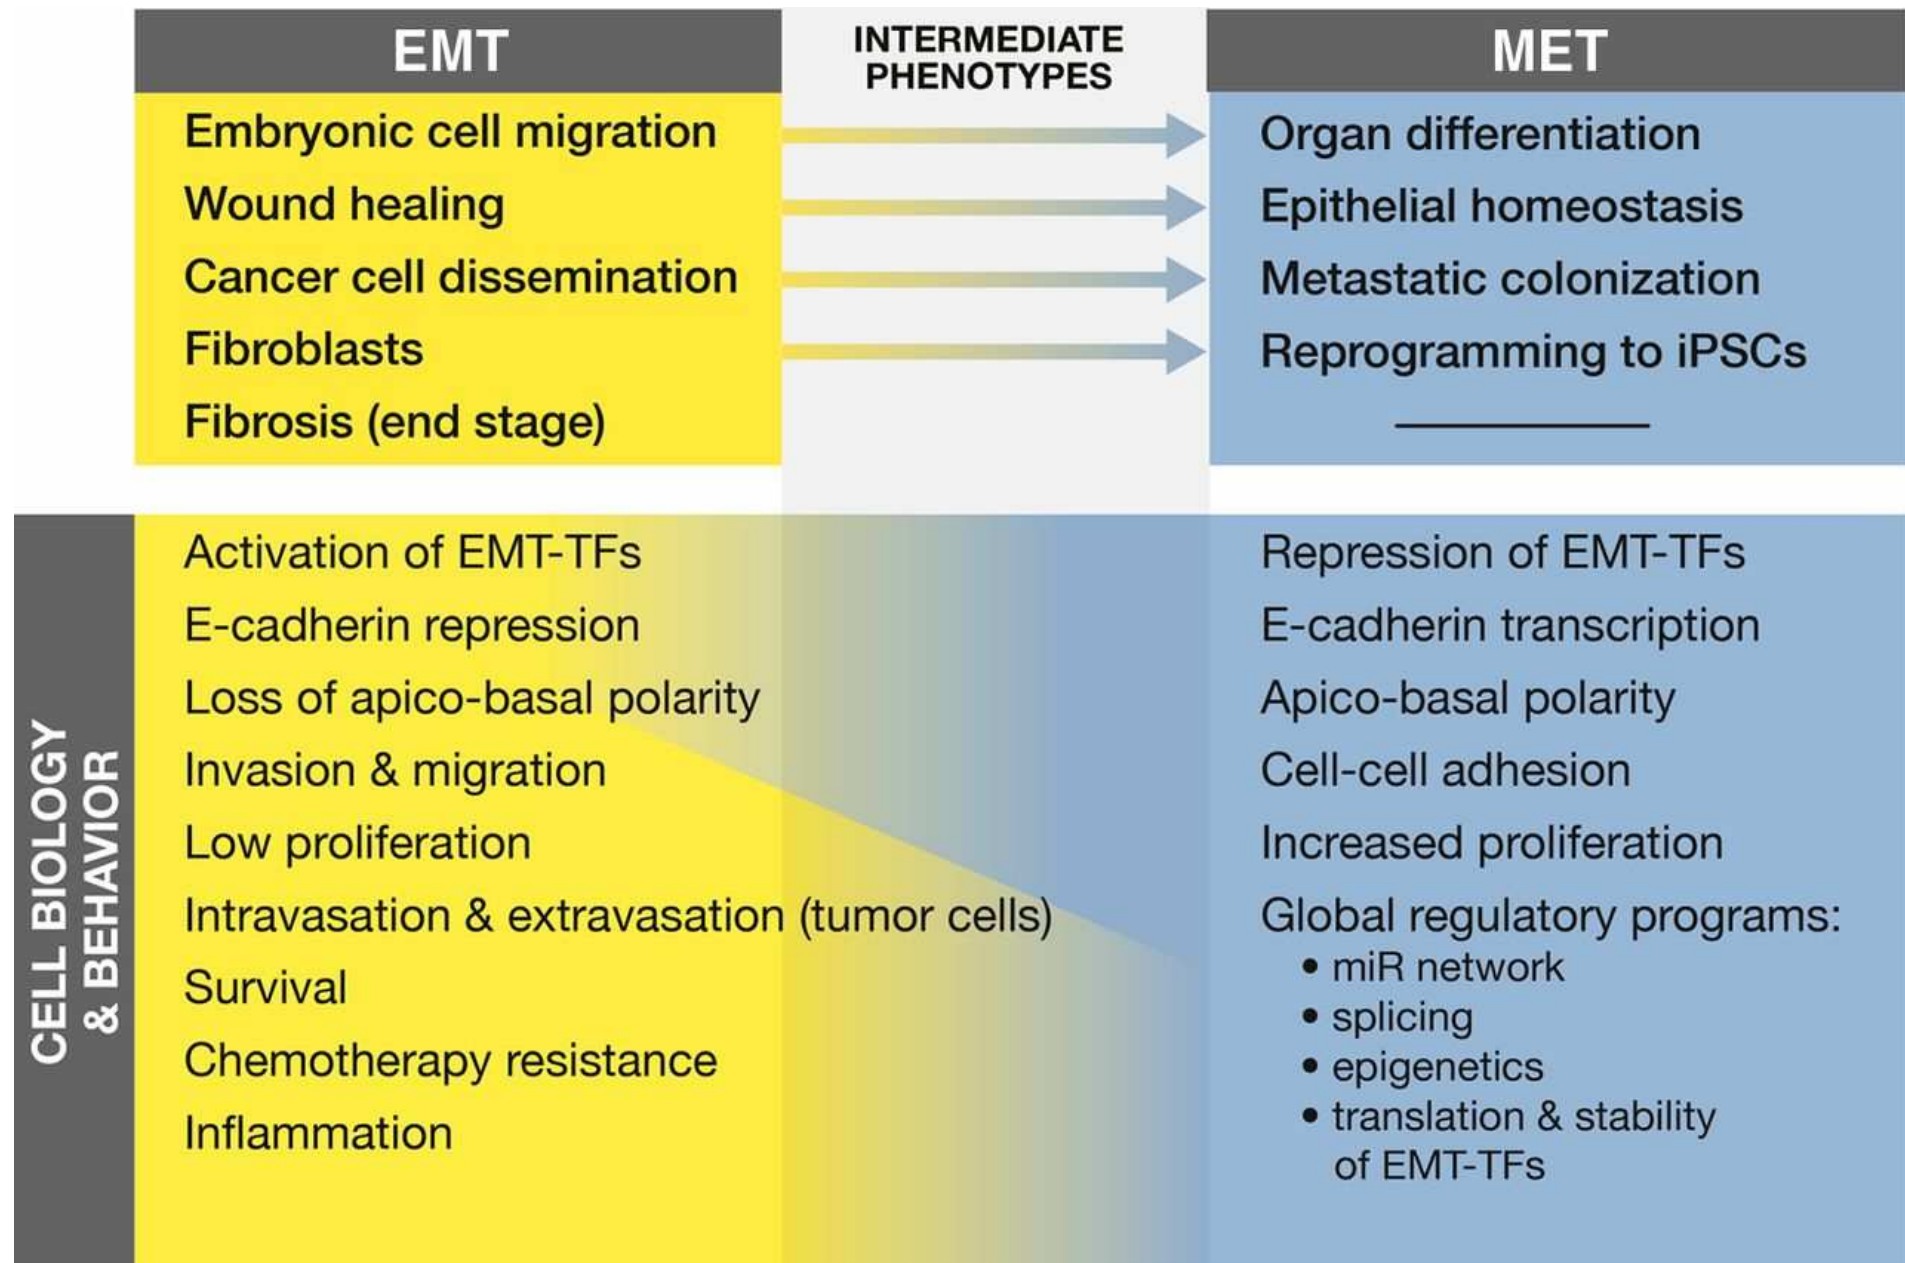 EMT
INTERMEDIATE
PHENOTYPES
MET
Embryonic cell migration
Organ differentiation
Wound healing
Epithelial homeostasis
Cancer cell dissemination
Metastatic colonization
Fibroblasts
Reprogramming to iPSCs
Fibrosis (end stage)
CELL BIOLOGY
& BEHAVIOR
Activation of EMT-TFs
Repression of EMT-TFs
E-cadherin repression
E-cadherin transcription
Loss of apico-basal polarity
Apico-basal polarity
Invasion & migration
Cell-cell adhesion
Low proliferation
Increased proliferation
Intravasation & extravasation (tumor cells)
Global regulatory programs:
• miR network
Survival
• splicing
Chemotherapy resistance
• epigenetics
Inflammation
• translation & stability
of EMT-TFs